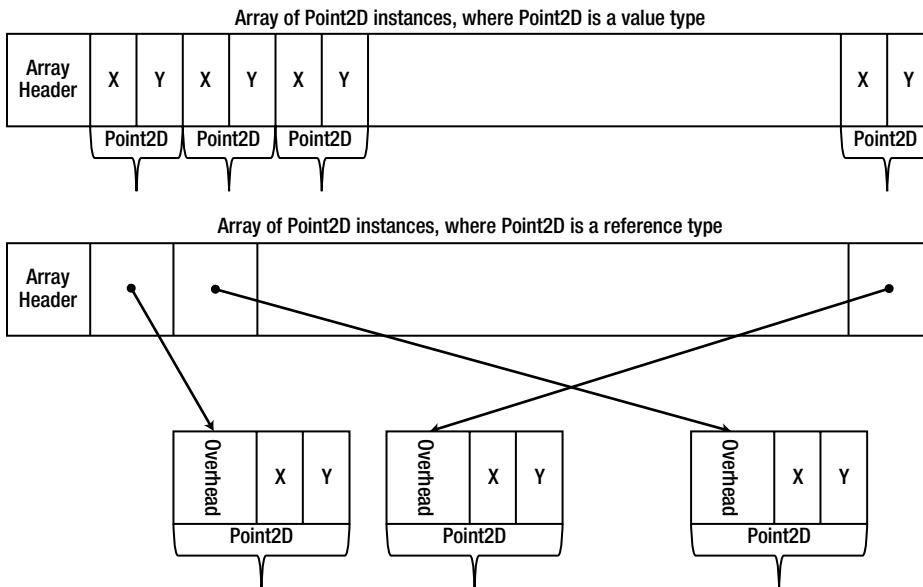 Array of Point2D instances, where Point2D is a value type
Array
Header
X Y X Y X Y X Y
Point2D Point2D Point2D Point2D
Array of Point2D instances, where Point2D is a reference type
Array
Header
Overhead X Y Overhead X Y Overhead X Y
Point2D Point2D Point2D